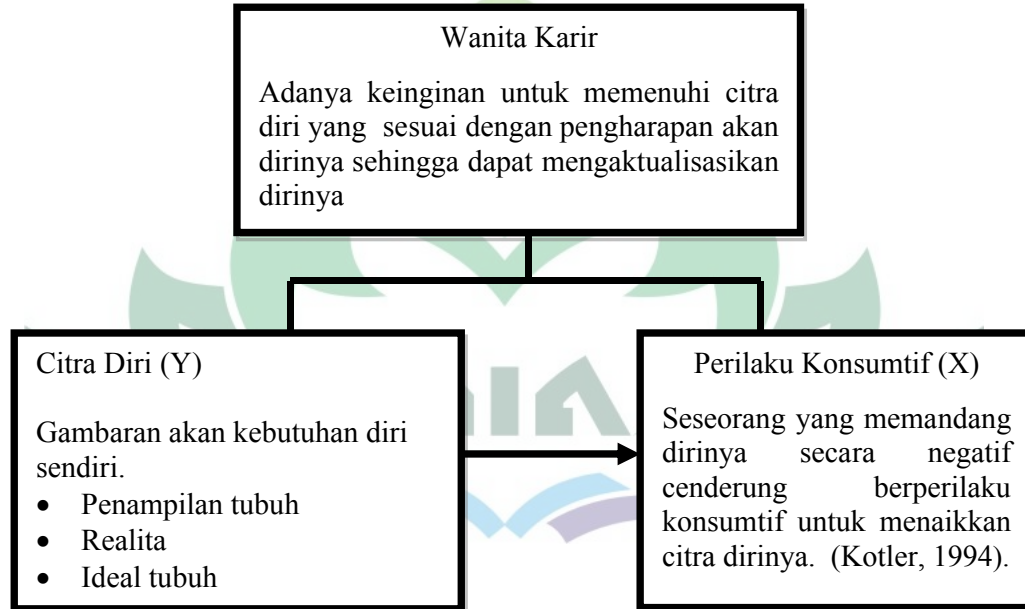 Wanita Karir
Adanya keinginan untuk memenuhi citra
diri yang sesuai dengan pengharapan akan
dirinya sehingga dapat mengaktualisasikan
dirinya
Citra Diri (Y)
Gambaran akan kebutuhan diri
sendiri.
• Penampilan tubuh
• Realita
• Ideal tubuh
Perilaku Konsumtif (X)
Seseorang yang memandang
dirinya secara negatif
cenderung berperilaku
konsumtif untuk menaikkan
citra dirinya. (Kotler, 1994).